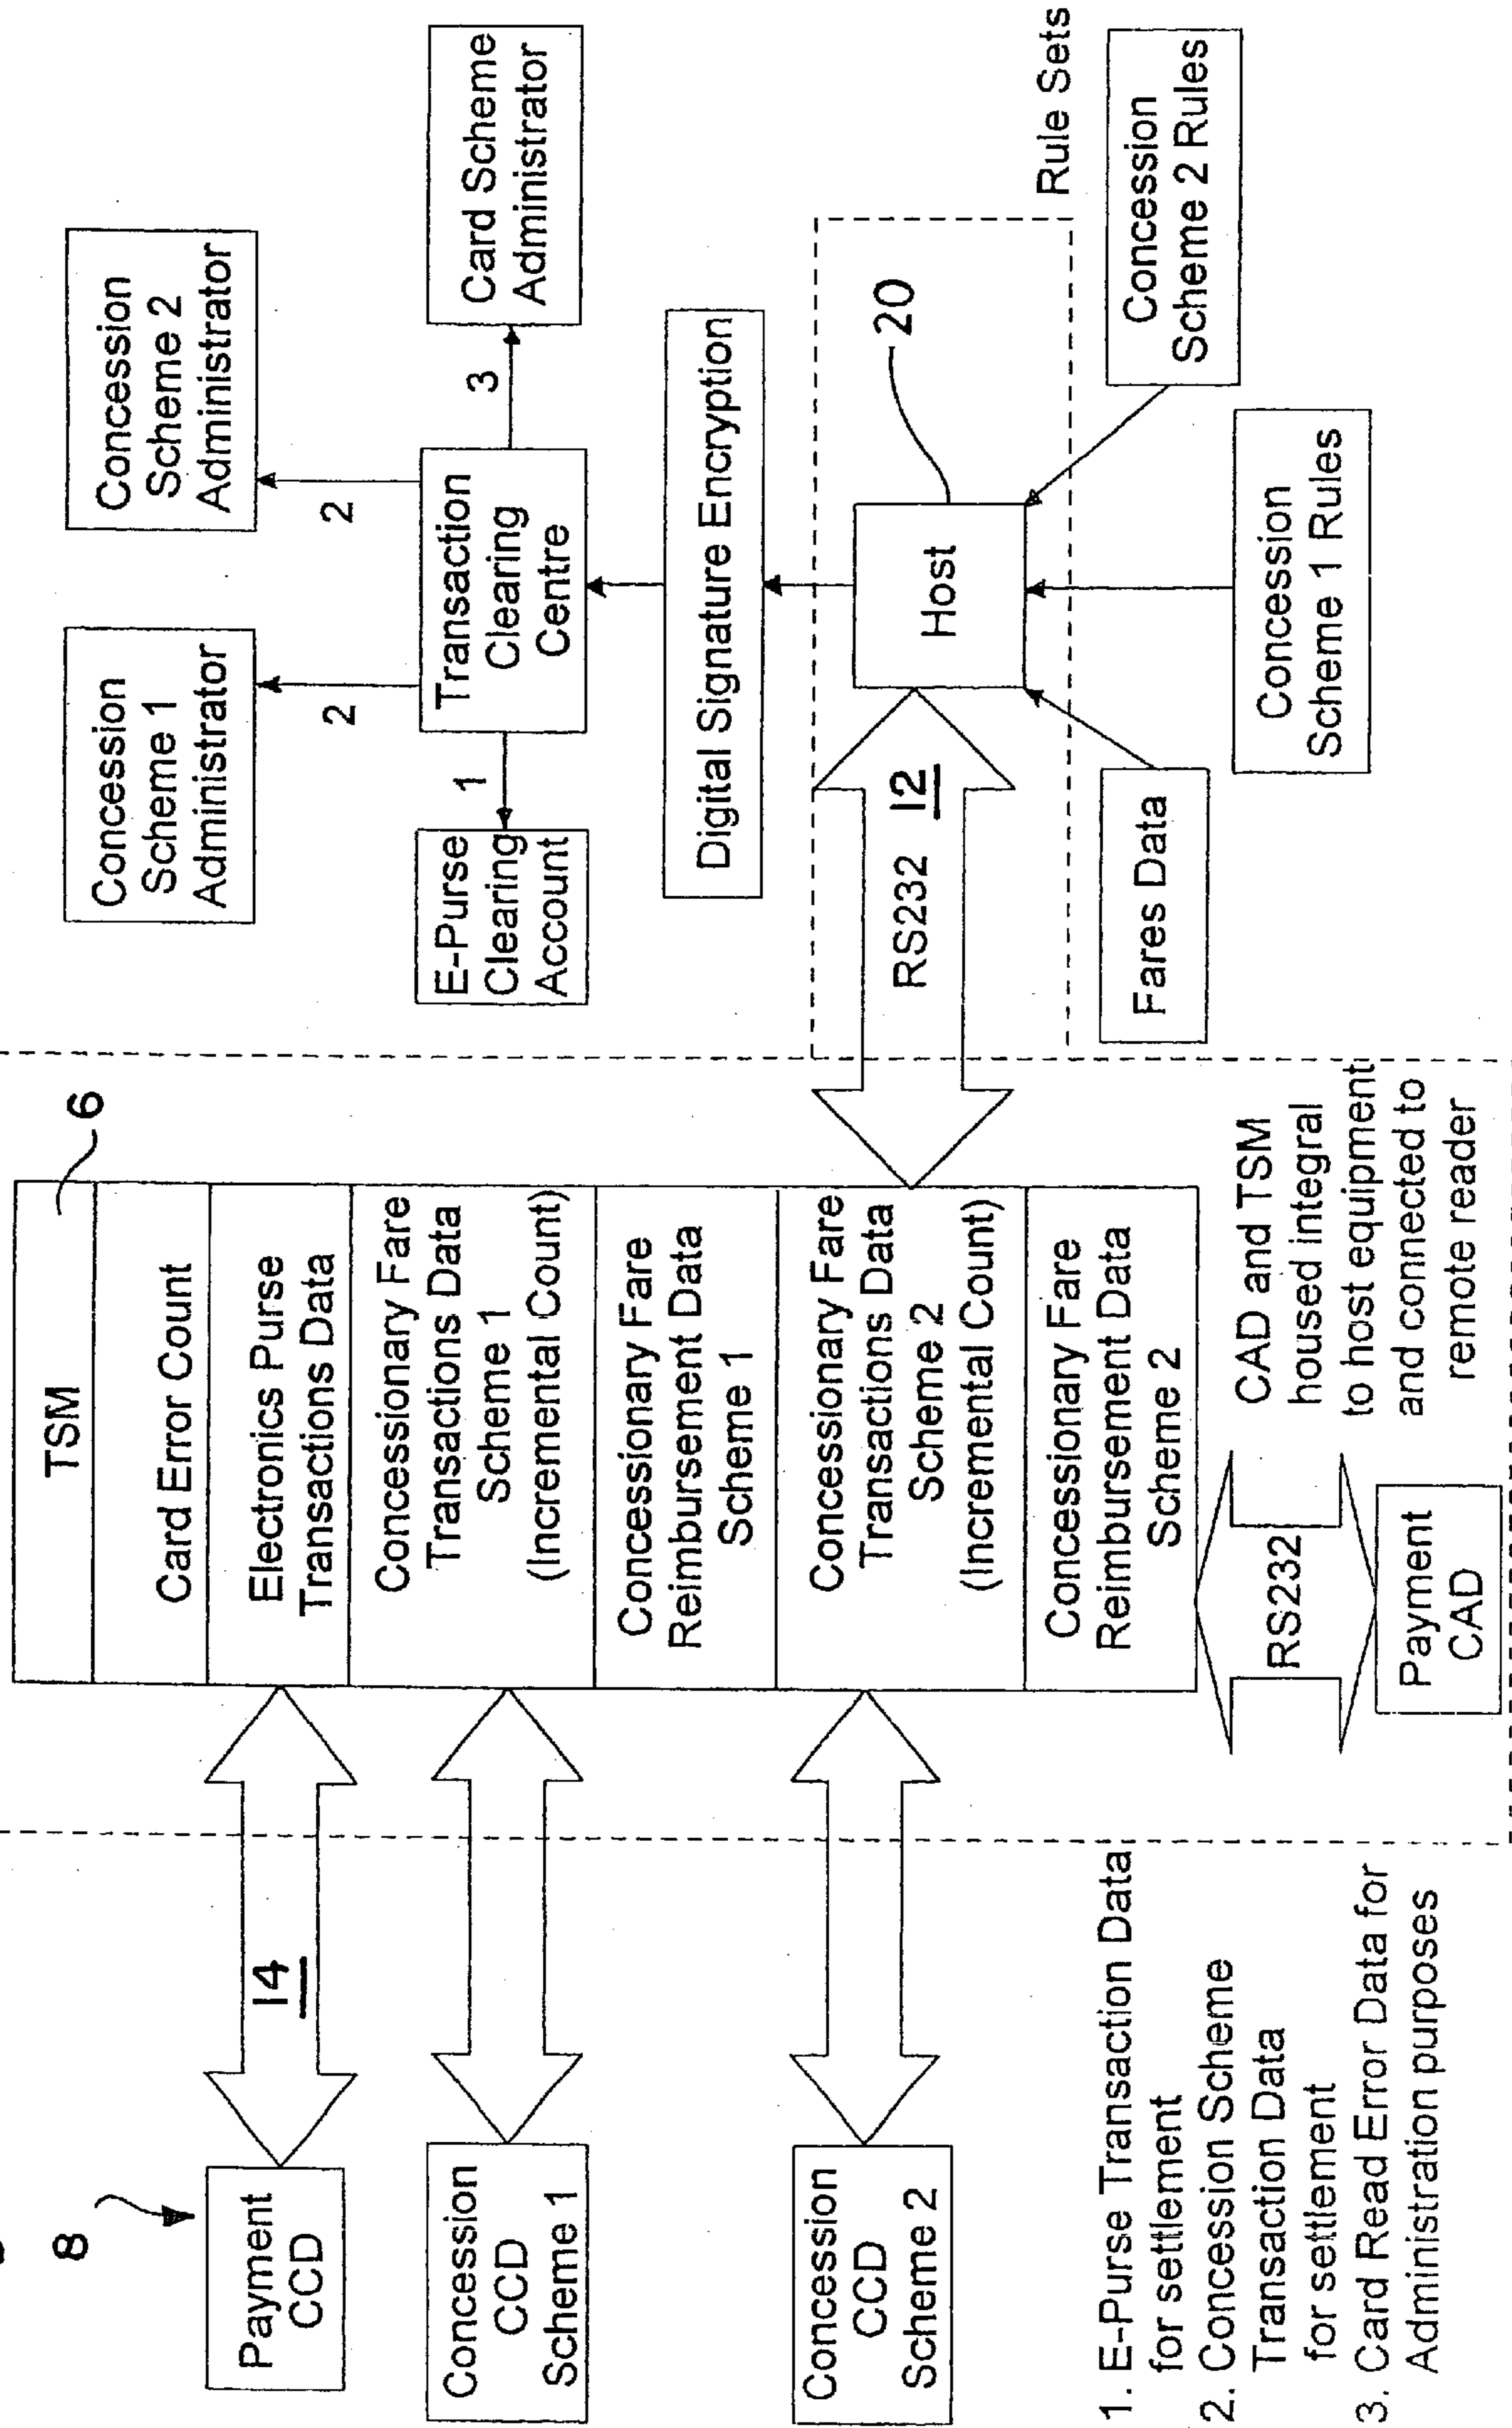 8
Payment
CCD
Concession
CCD
Scheme 1
Concession
CCD
Scheme 2
14
1. E-Purse Transaction Data
for settlement
2. Concession Scheme
Transaction Data
for settlement
3. Card Read Error Data for
Administration purposes
TSM
6
Card Error Count
Electronics Purse
Transactions Data
Concessionary Fare
Transactions Data
Scheme 1
(Incremental Count)
Concessionary Fare
Reimbursement Data
Scheme 1
Concessionary Fare
Transactions Data
Scheme 2
(Incremental Count)
Concessionary Fare
Reimbursement Data
Scheme 2
RS232
Payment
CAD
CAD and TSM
housed integral
to host equipment
and connected to
remote reader
Concession
Scheme 1
Administrator
Concession
Scheme 2
Administrator
2
2
E-Purse
Clearing
Account
1
Transaction
Clearing
Centre
3
Card Scheme
Administrator
Digital Signature Encryption
RS232 12
Host
20
Rule Sets
Fares Data
Concession
Scheme 1 Rules
Concession
Scheme 2 Rules